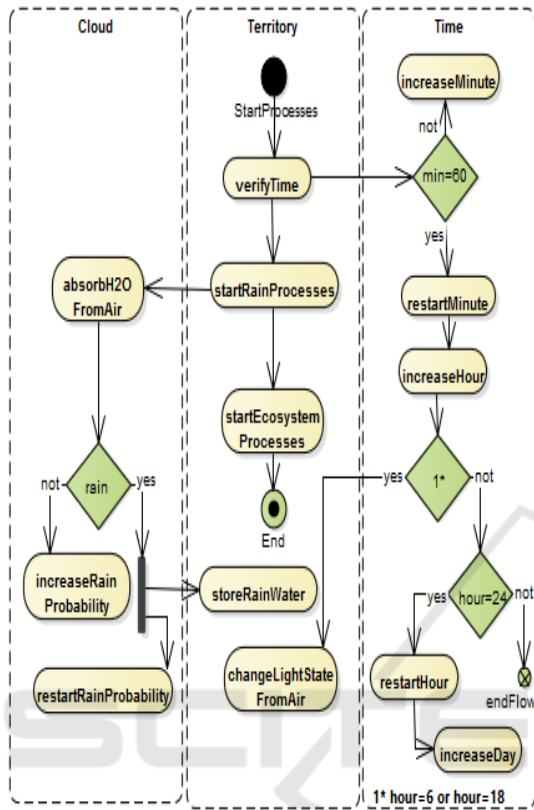 Cloud
Territory
Time
increaseMinute
StartProcesses
not
min=60
verifyTime
yes
absorbH2O
FromAir
startRainProcesses
restartMinute
increaseHour
startEcosystem
Processes
1*
yes
not
not
rain
yes
End
increaseRain
Probability
storeRainWater
yes
hour=24
not
restartRainProbability
changeLightState
FromAir
restartHour
endFlow
increaseDay
1* hour=6 or hour=18
SCITE